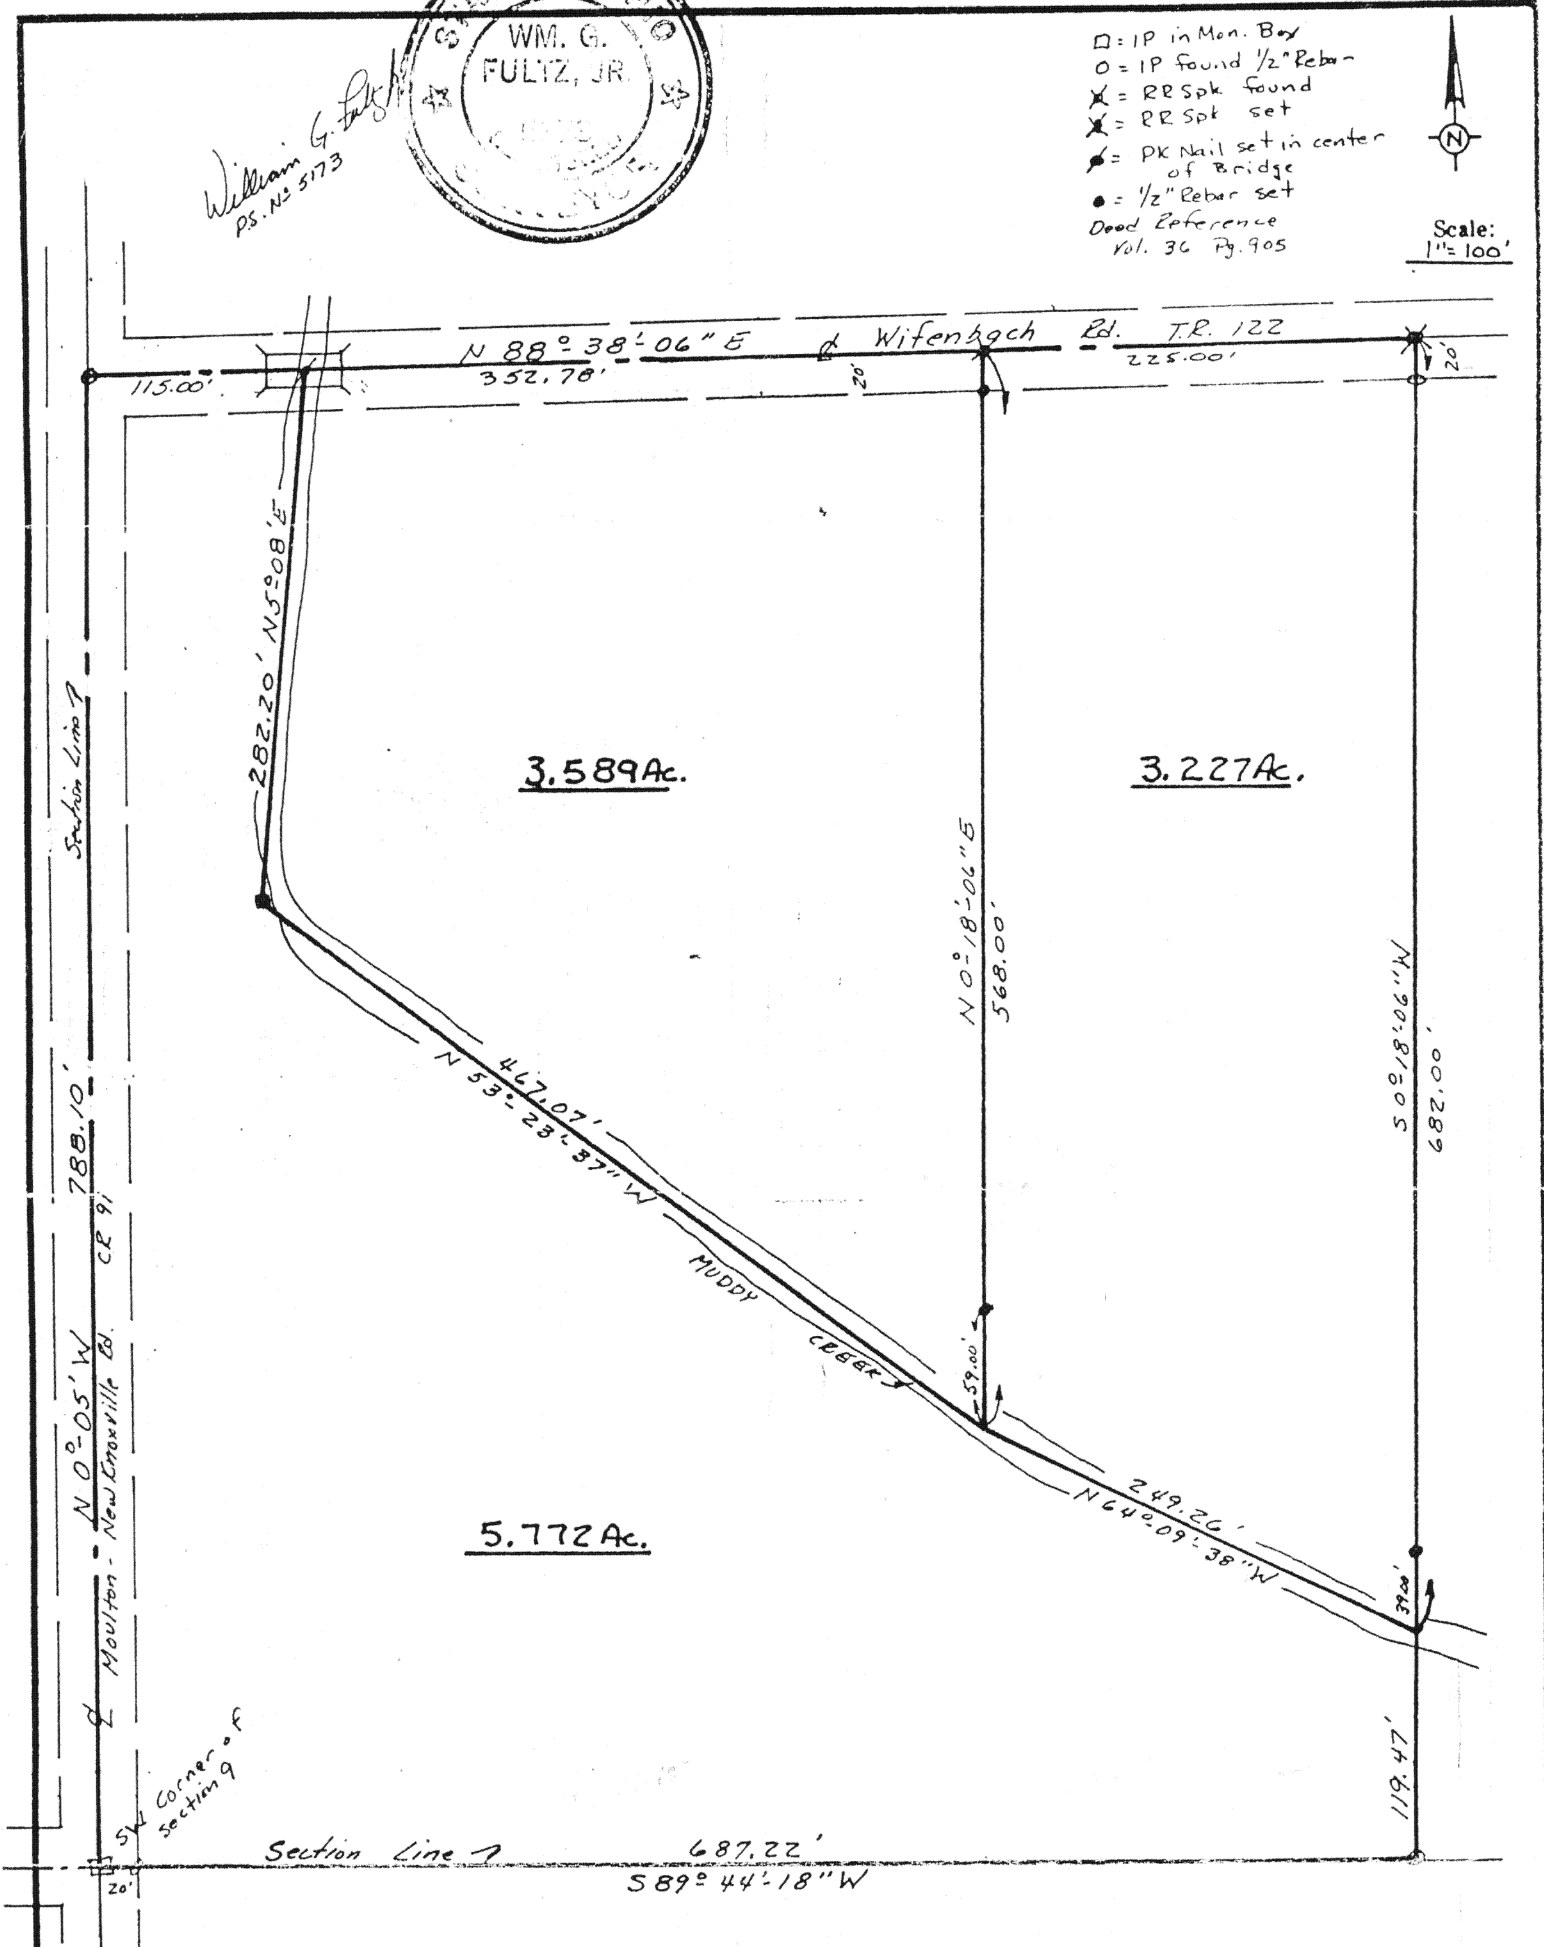 WM. G.
FULTZ, JR.
William G. Fultz Jr
P.S. Nº 5173
□ = IP in Mon. Box
O = IP found 1/2" Rebar
= RR Spk found
= RR Spk set
= PK Nail set in center
of Bridge
● = 1/2" Rebar set
Deed Reference
Vol. 36 Pg. 905
N
Scale:
1"=100'
N 88°-38'-06" E
Wifenbach Rd. T.R. 122
115.00'
352.78'
20'
225.00'
20'
282.20' N5°-08'E
Section Line
3.589Ac.
3.227Ac.
N 0°-18'-06" E
568.00'
S 0°-18'-06" W
682.00'
467.07'
N 53°-23'-37" W
788.10'
N 0°-05' W
Moulton - New Knoxville Rd. CR 91
MUDDY
CREEK
59.00'
249.26'
N 64°-09'-38" W
39.00'
5.772 Ac.
SW Corner of
Section 9
119.47'
Section Line
687.22'
20'
S 89°-44'-18" W